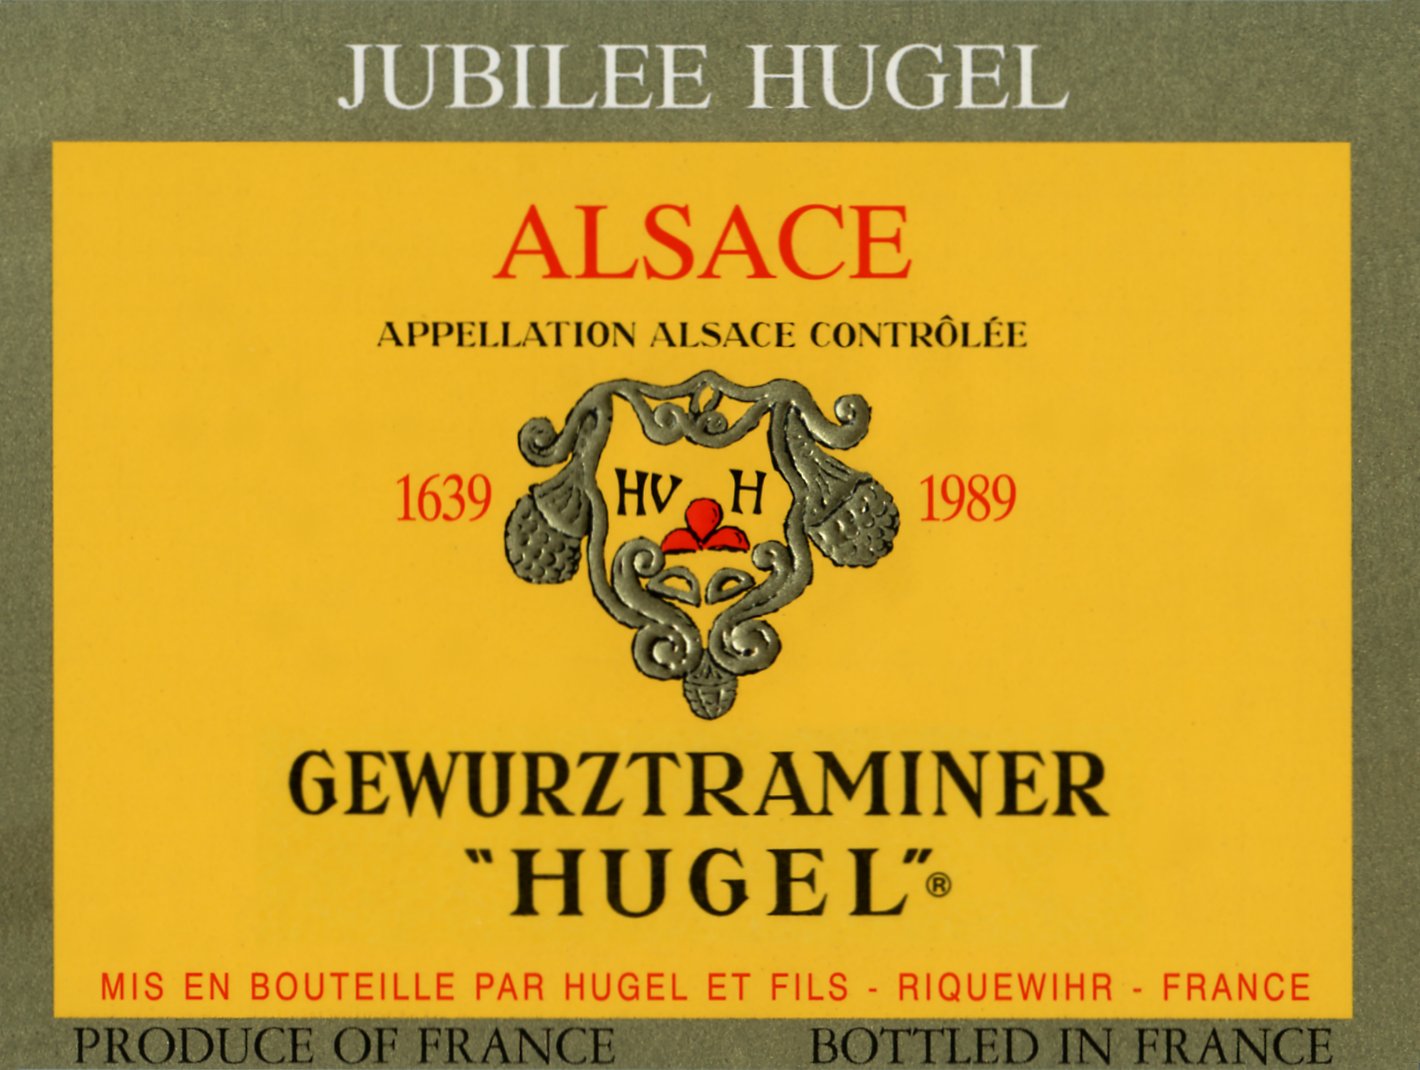 JUBILEE HUGEL
ALSACE
APPELLATION ALSACE CONTRÔLÉE
HV H
1639 1989
GEWURZTRAMINER
"HUGEL"®
MIS EN BOUTEILLE PAR HUGEL ET FILS - RIQUEWIHR - FRANCE
PRODUCE OF FRANCE BOTTLED IN FRANCE